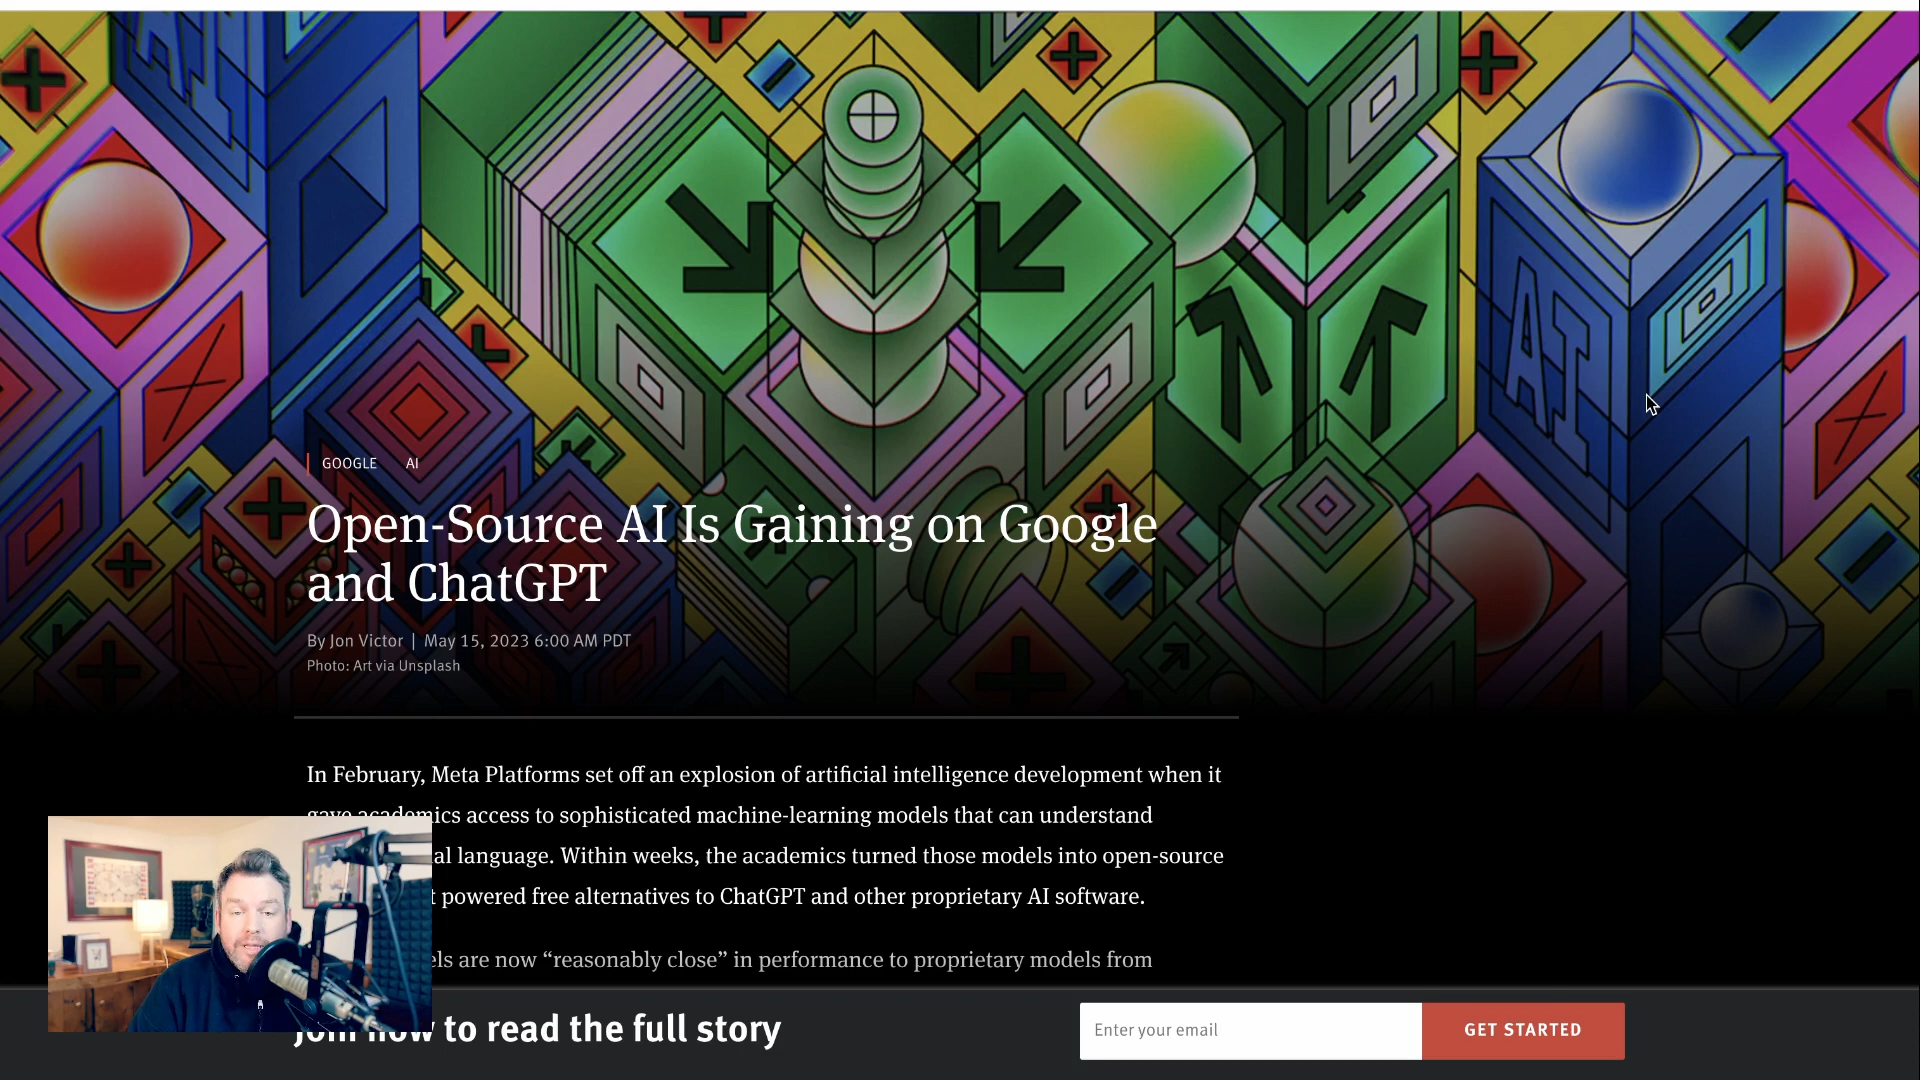 AI
AI
GOOGLE AI
Open-Source AI Is Gaining on Google
and ChatGPT
By Jon Victor | May 15, 2023 6:00 AM PDT
Photo: Art via Unsplash
In February, Meta Platforms set off an explosion of artificial intelligence development when it
gave academics access to sophisticated machine-learning models that can understand
language. Within weeks, the academics turned those models into open-source
powered free alternatives to ChatGPT and other proprietary AI software.
are now “reasonably close” in performance to proprietary models from
Join now to read the full story
Enter your email
GET STARTED